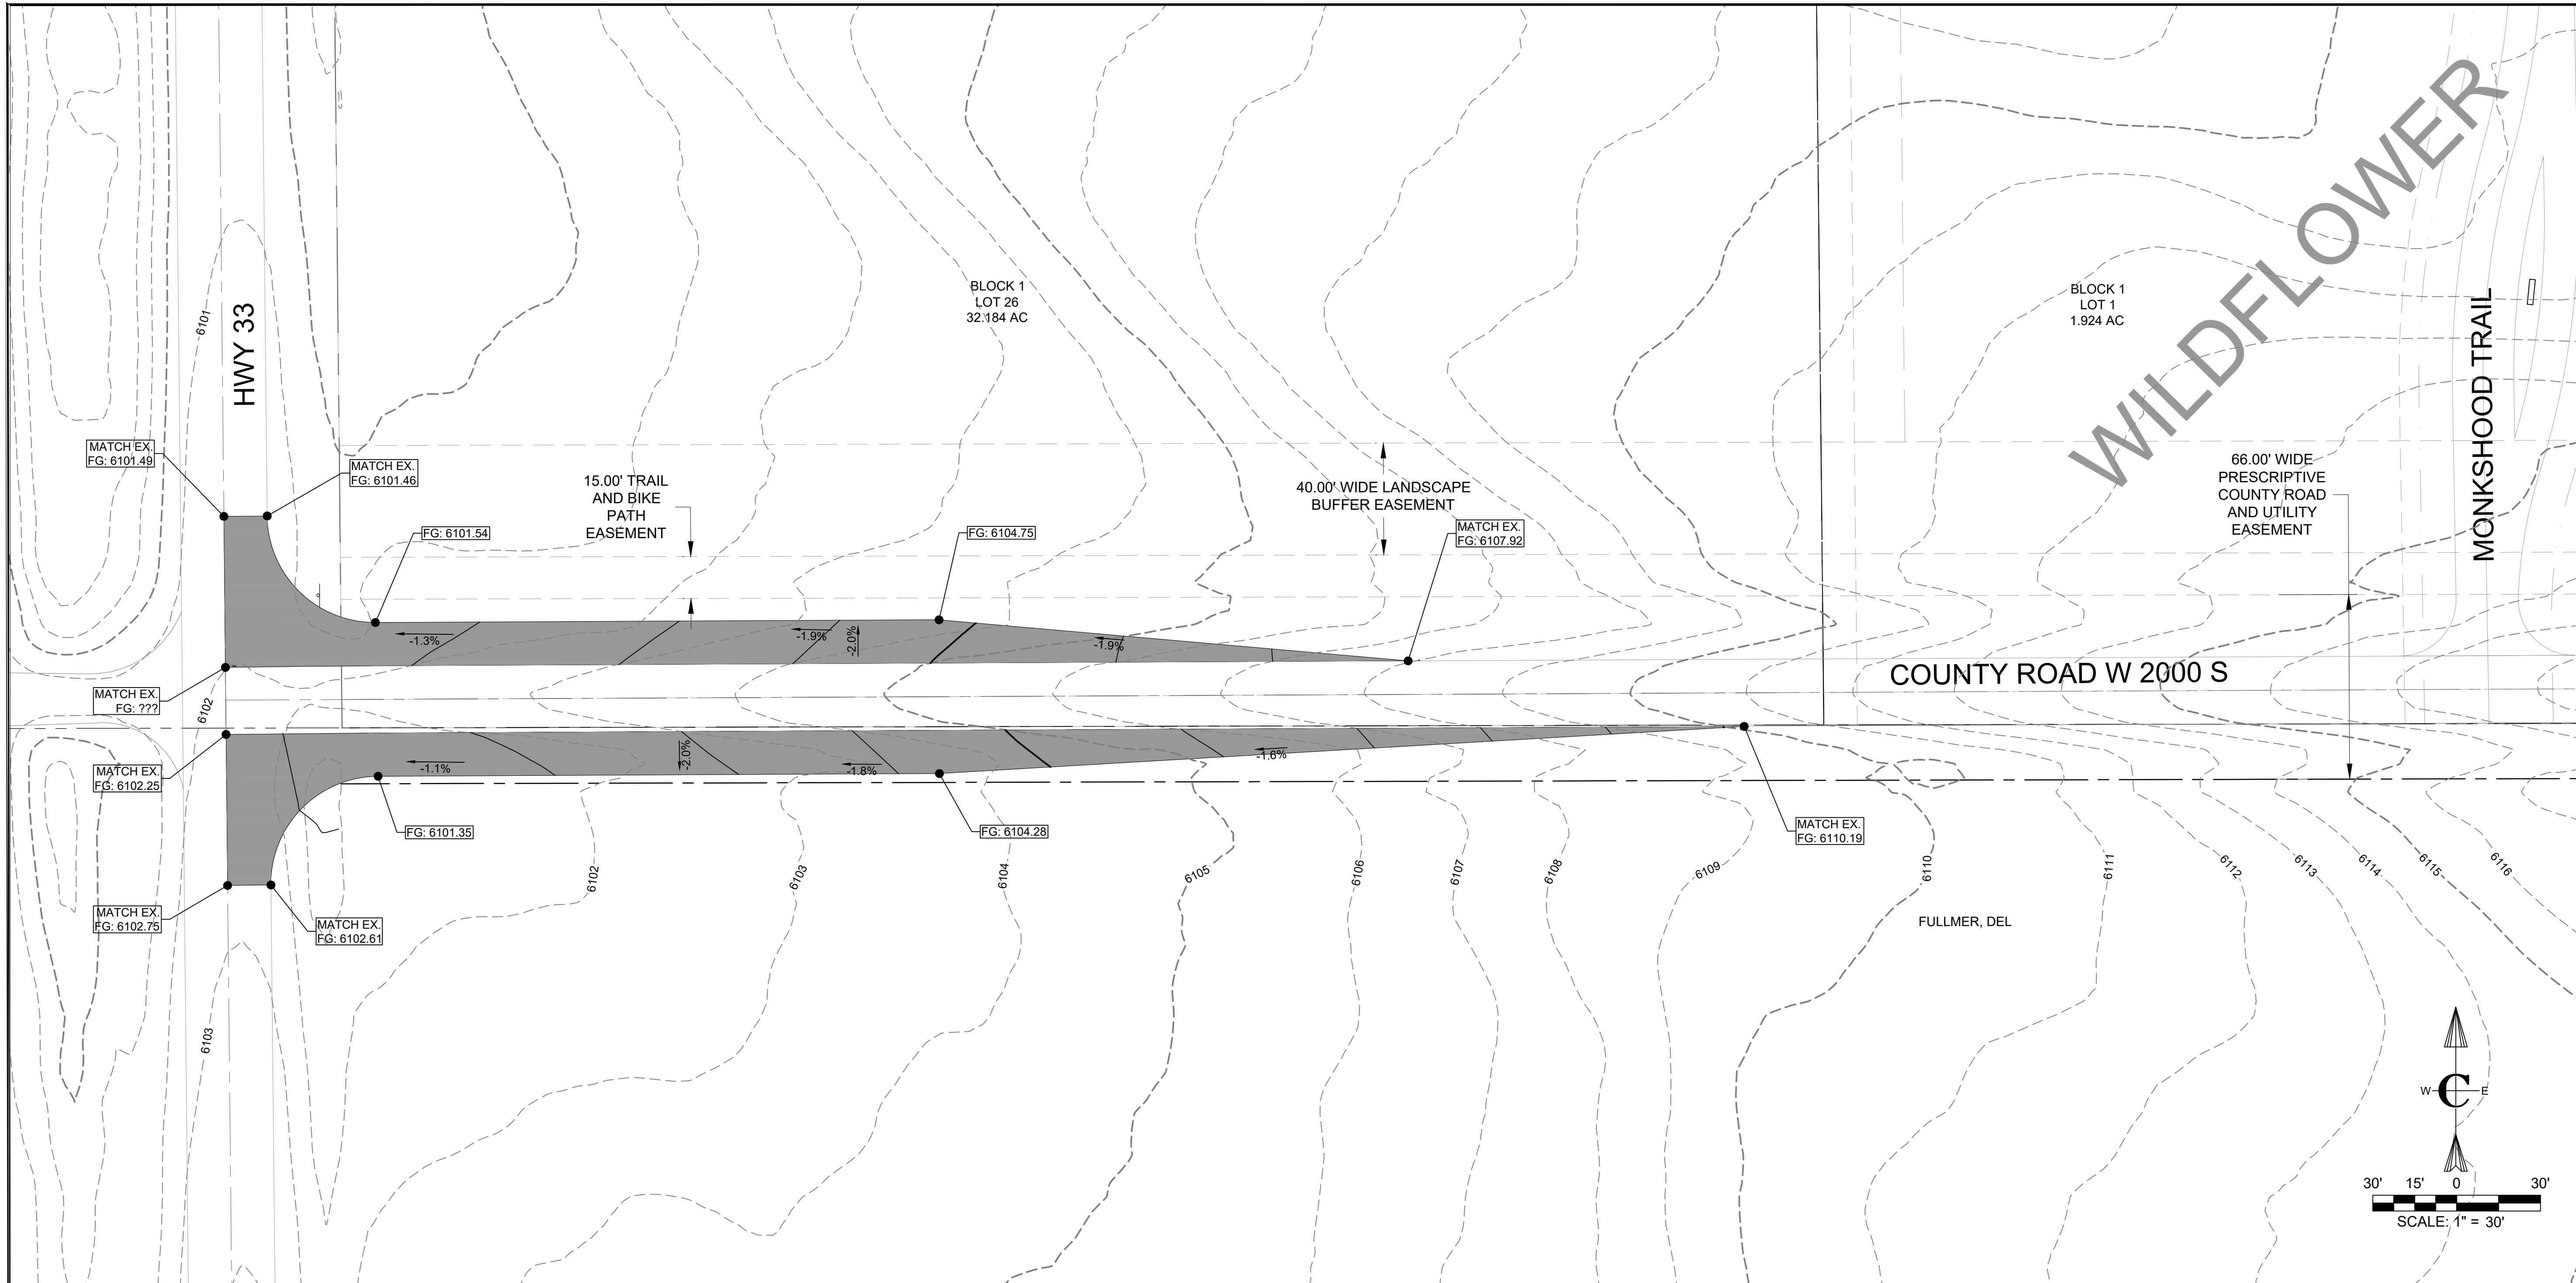 WILDFLOWER
6101
HWY 33
BLOCK 1
LOT 26
32.184 AC
BLOCK 1
LOT 1
1.924 AC
MONKSHOOD TRAIL
MATCH EX.
FG: 6101.49
MATCH EX.
FG: 6101.46
15.00' TRAIL
AND BIKE
PATH
EASEMENT
40.00' WIDE LANDSCAPE
BUFFER EASEMENT
66.00' WIDE
PRESCRIPTIVE
COUNTY ROAD
AND UTILITY
EASEMENT
FG: 6101.54
FG: 6104.75
MATCH EX.
FG: 6107.92
-1.3%
-1.9%
-2.0%
-1.9%
COUNTY ROAD W 2000 S
MATCH EX.
FG: ???
6102
MATCH EX.
FG: 6102.25
-1.1%
-2.0%
-1.8%
-1.6%
FG: 6101.35
FG: 6104.28
MATCH EX.
FG: 6110.19
6102
6103
6104
6105
6106
6107
6108
6109
6110
6111
6112
6113
6114
6115
6116
MATCH EX.
FG: 6102.75
MATCH EX.
FG: 6102.61
FULLMER, DEL
6103
W C E
30' 15' 0 30'
SCALE: 1" = 30'